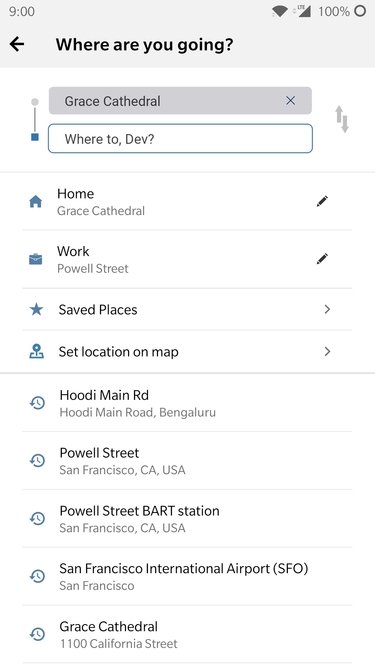 9:00
LTE
100%
Where are you going?
Grace Cathedral
Where to, Dev?
Home
Grace Cathedral
Work
Powell Street
Saved Places
Set location on map
Hoodi Main Rd
Hoodi Main Road, Bengaluru
Powell Street
San Francisco, CA, USA
Powell Street BART station
San Francisco, CA, USA
San Francisco International Airport (SFO)
San Francisco
Grace Cathedral
1100 California Street